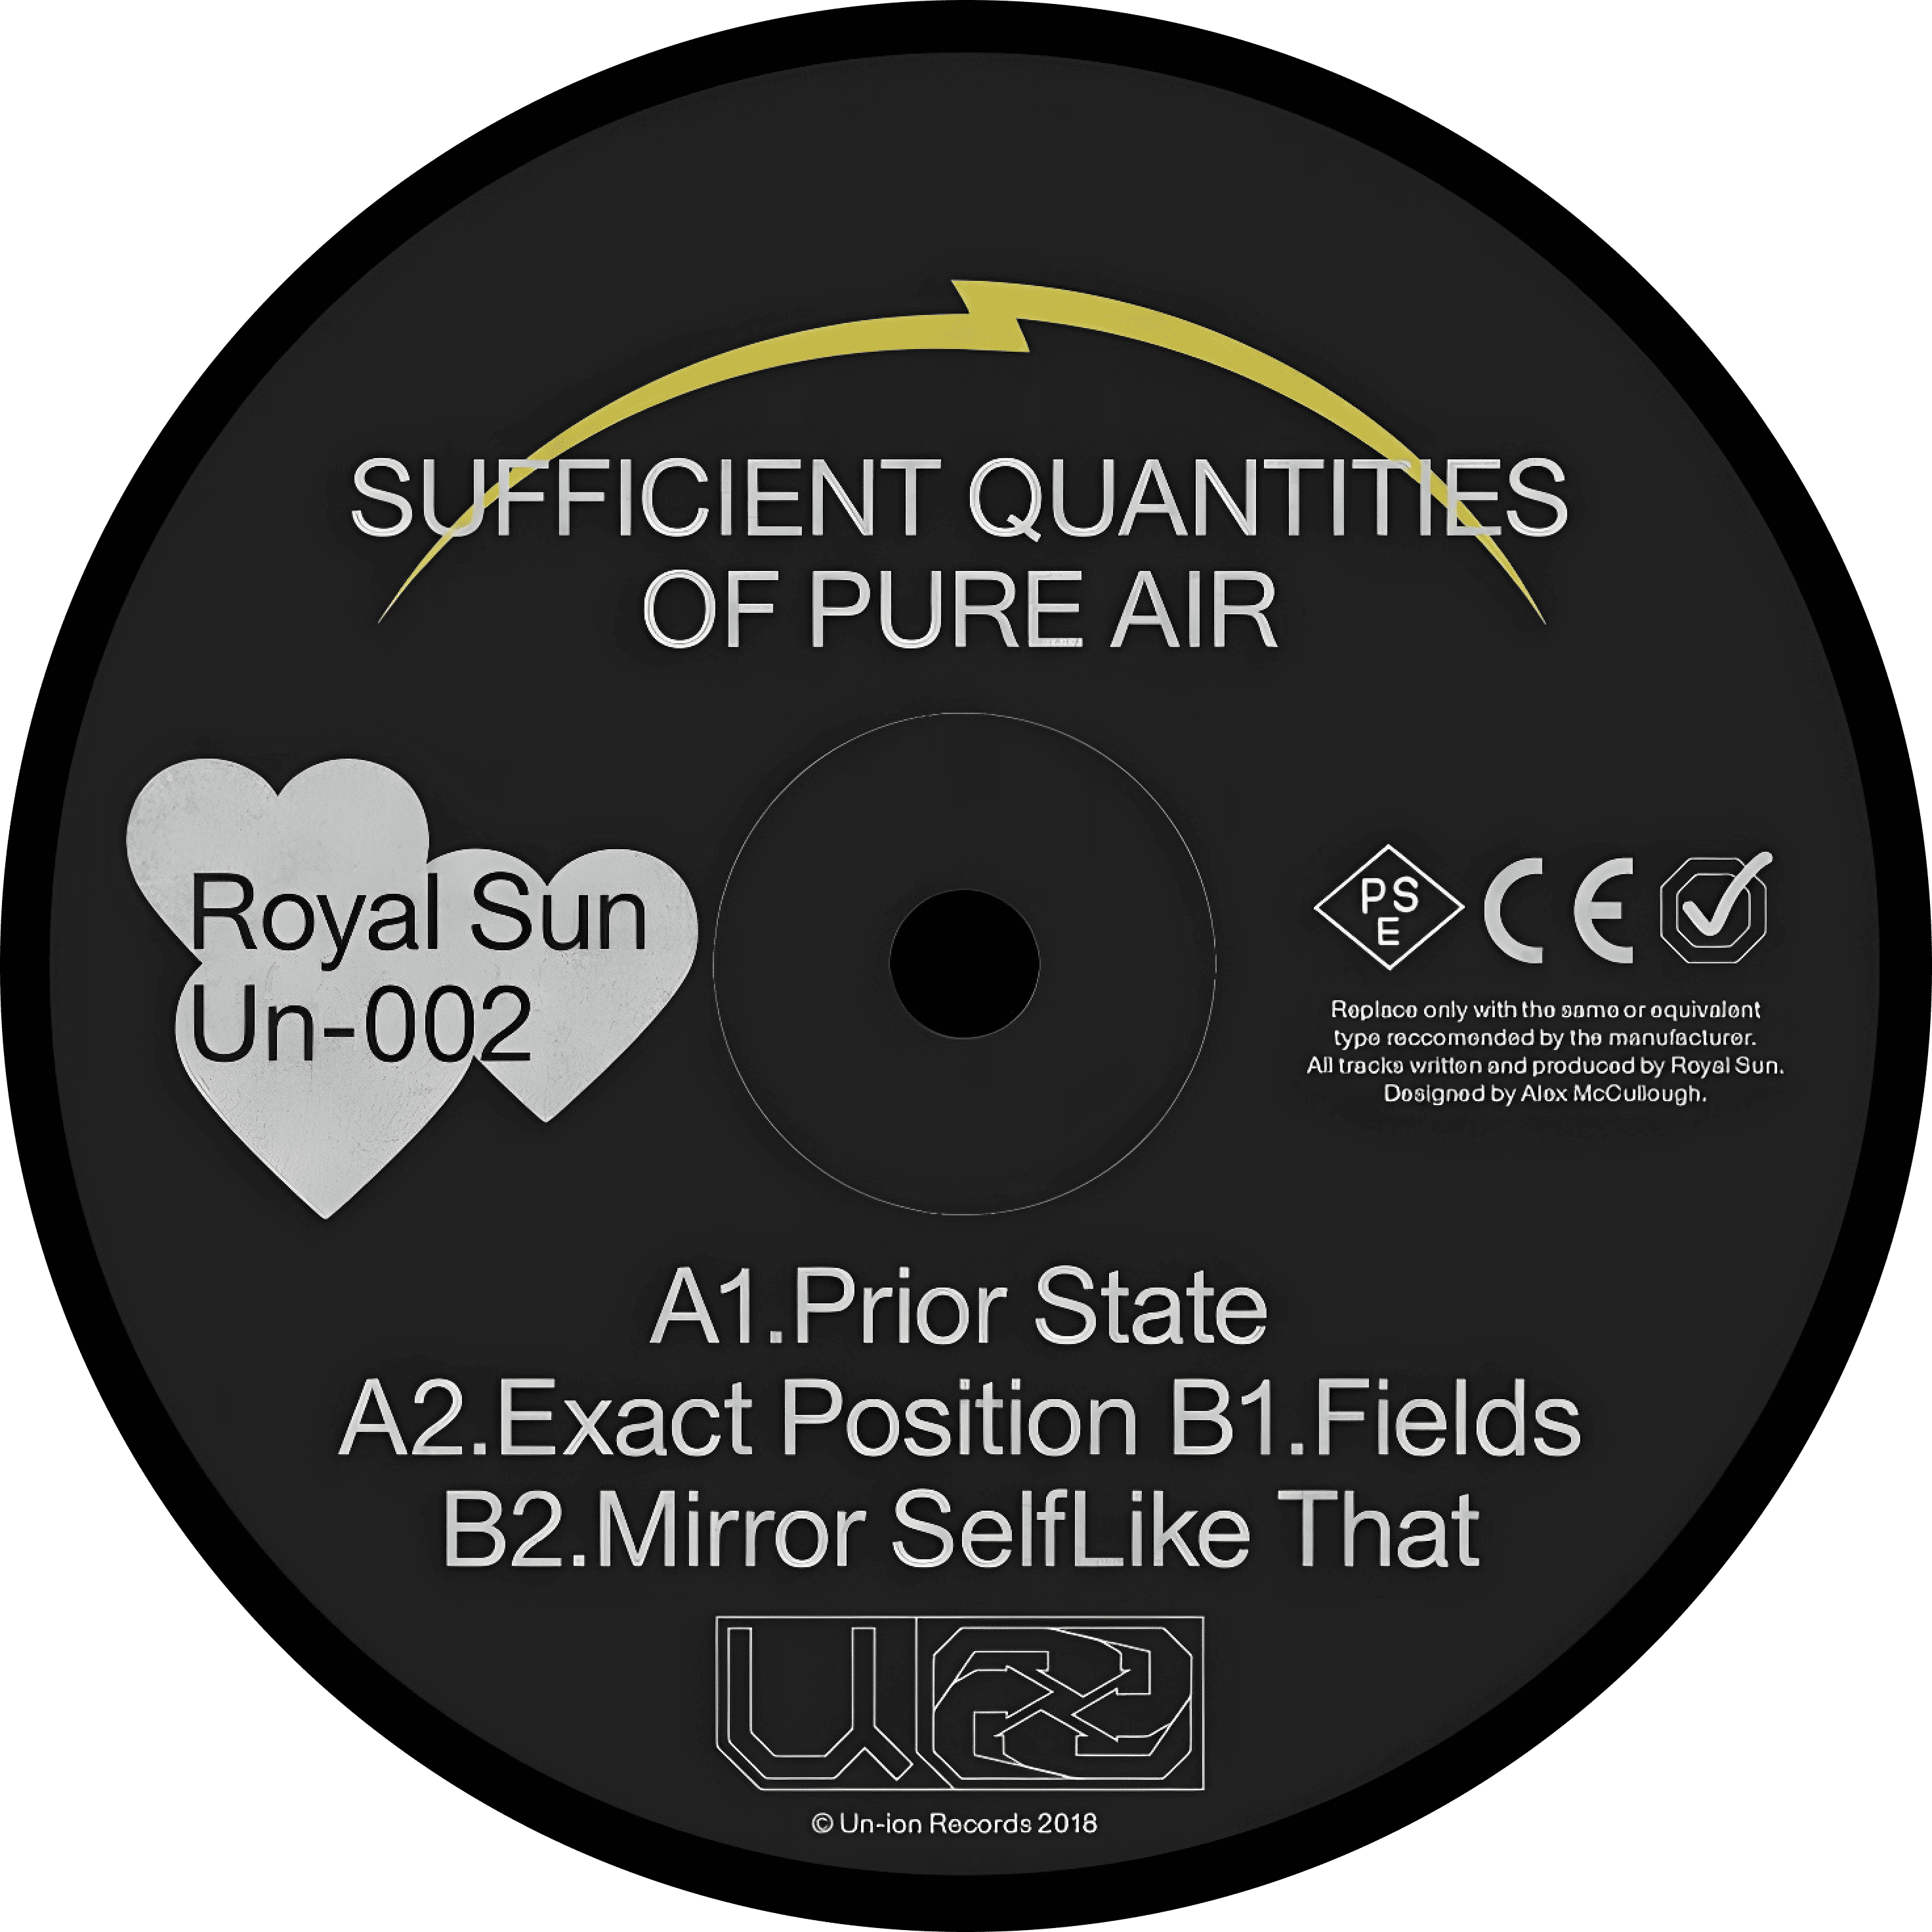 SUFFICIENT QUANTITIES
OF PURE AIR
Royal Sun
Un-002
PS
E
CE
Replace only with the same or equivalent
type reccomended by the manufacturer.
All tracks written and produced by Royal Sun.
Designed by Alex McCullough.
A1.Prior State
A2.Exact Position B1.Fields
B2.Mirror SelfLike That
U
© Un-ion Records 2018